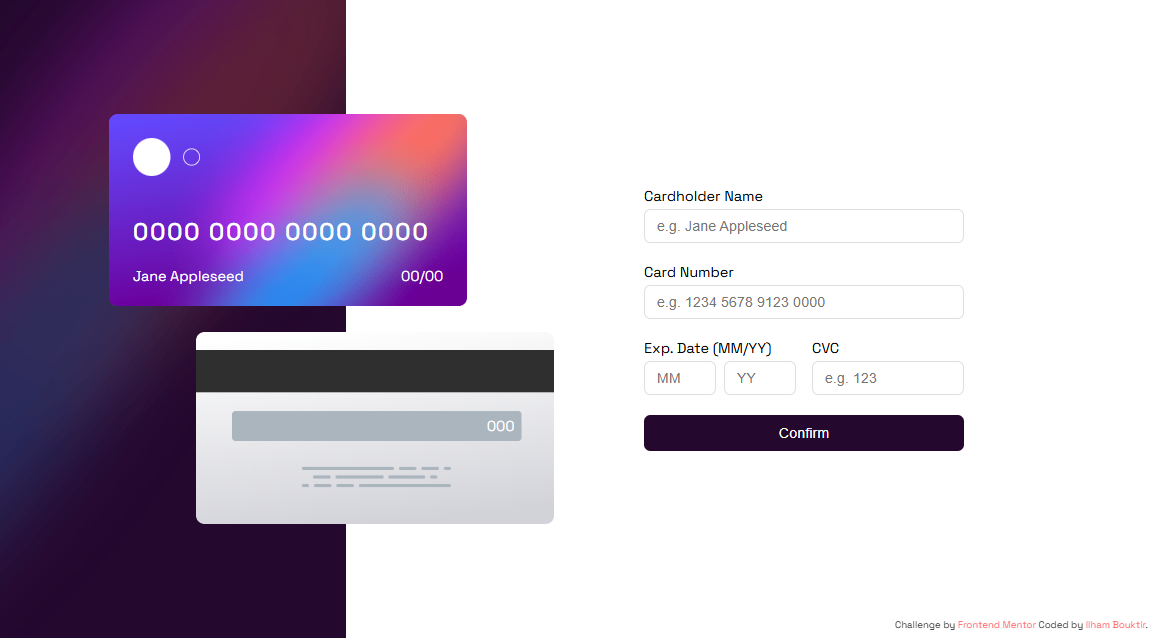 0000 0000 0000 0000
Jane Appleseed 00/00
000
Cardholder Name
e.g. Jane Appleseed
Card Number
e.g. 1234 5678 9123 0000
Exp. Date (MM/YY) CVC
MM YY e.g. 123
Confirm
Challenge by Frontend Mentor Coded by Ilham Bouktir.